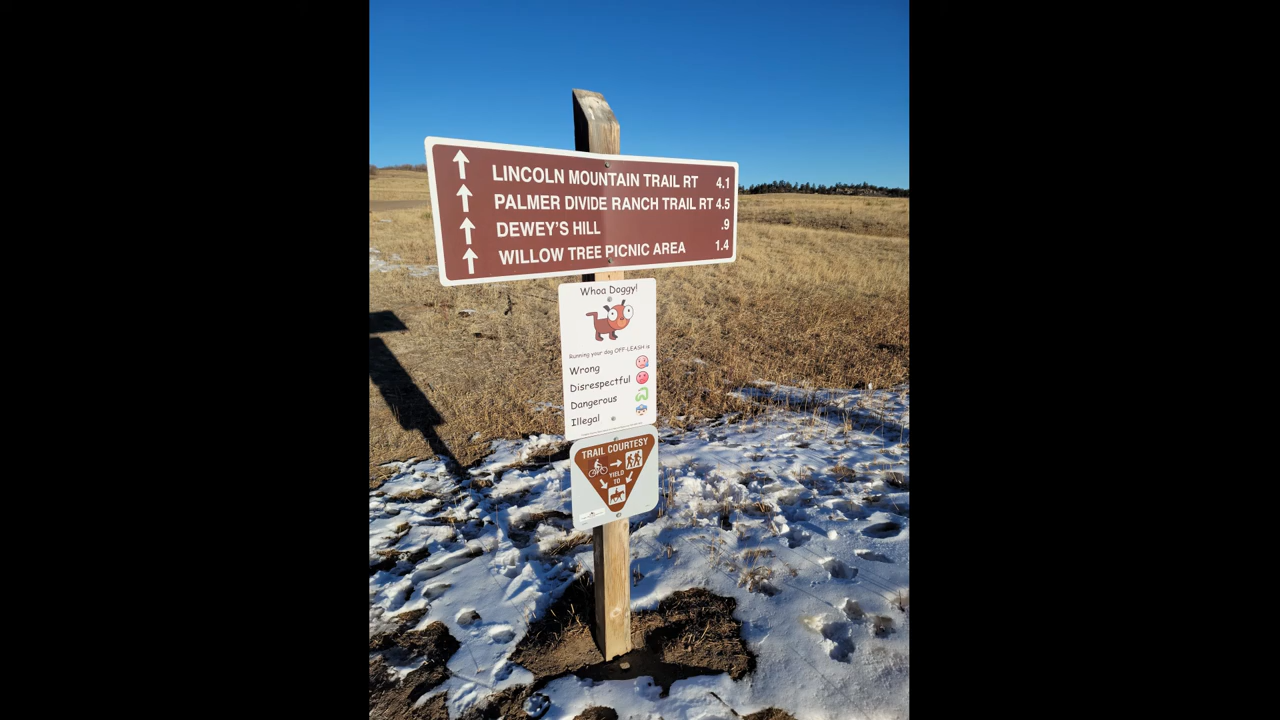 LINCOLN MOUNTAIN TRAIL RT 4.1
PALMER DIVIDE RANCH TRAIL RT 4.5
DEWEY'S HILL .9
WILLOW TREE PICNIC AREA 1.4
Whoa Doggy!
Running your dog OFF-LEASH is
Wrong
Disrespectful
Dangerous
Illegal
TRAIL COURTESY
YIELD
TO